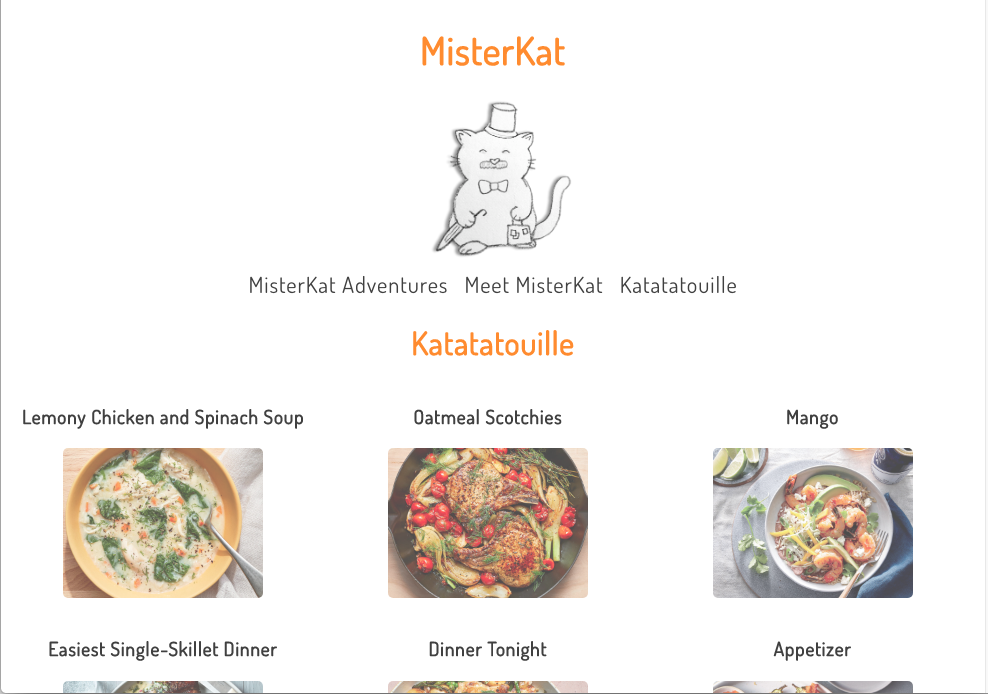 MisterKat
MisterKat Adventures Meet MisterKat Katatatouille
Katatatouille
Lemony Chicken and Spinach Soup
Oatmeal Scotchies
Mango
Easiest Single-Skillet Dinner
Dinner Tonight
Appetizer